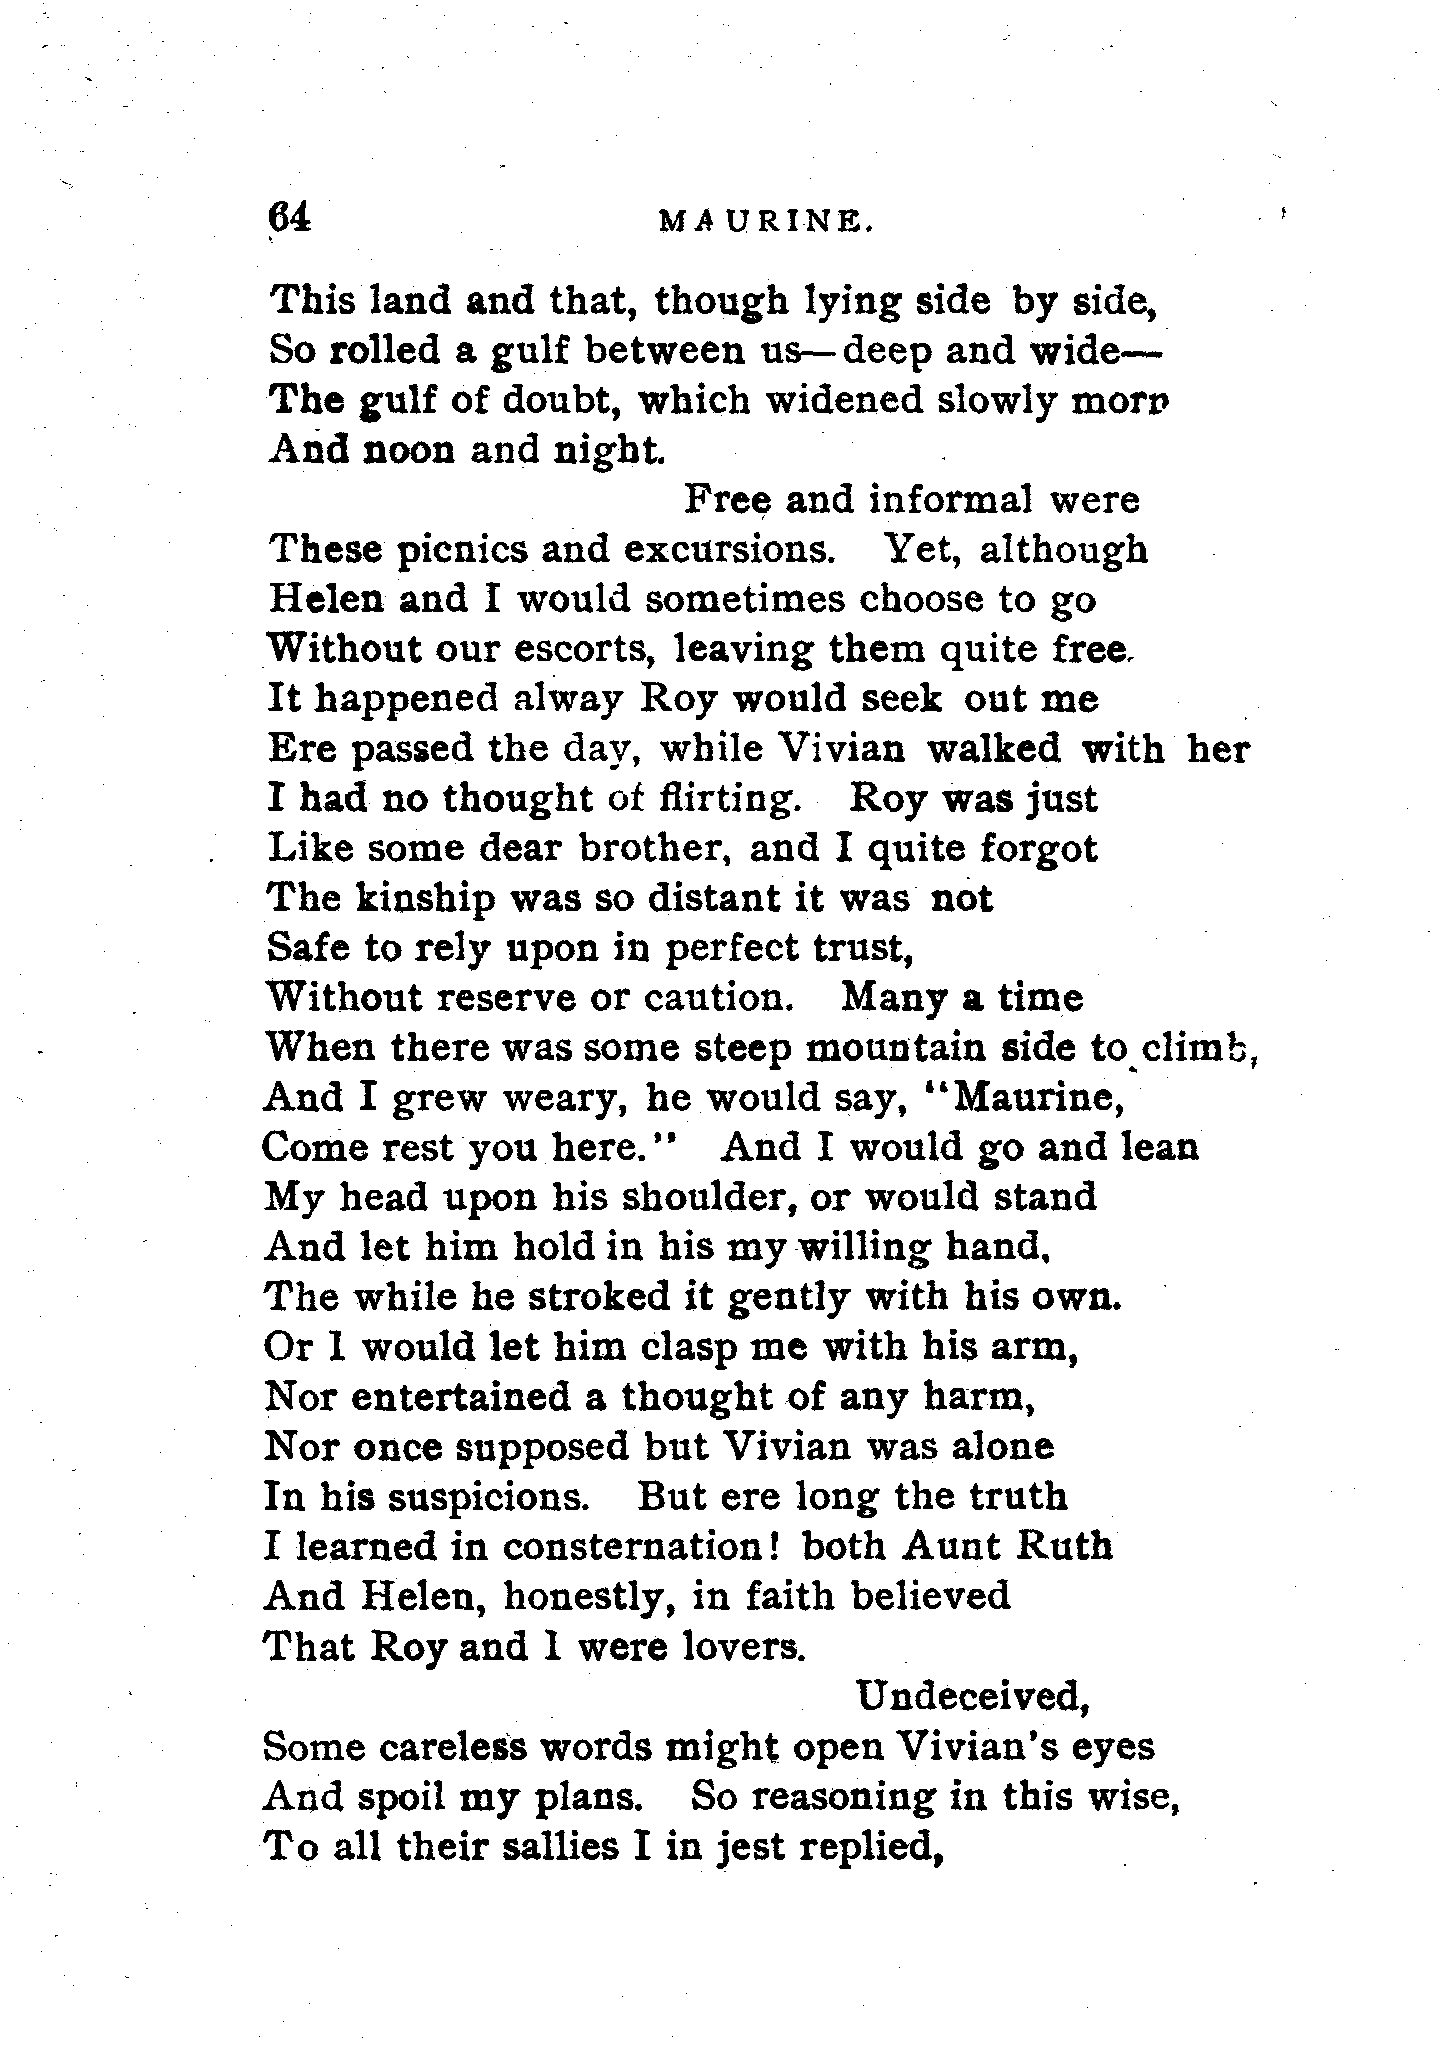 64 MAURINE.
This land and that, though lying side by side,
So rolled a gulf between us—deep and wide—
The gulf of doubt, which widened slowly morn
And noon and night.
Free and informal were
These picnics and excursions. Yet, although
Helen and I would sometimes choose to go
Without our escorts, leaving them quite free.
It happened alway Roy would seek out me
Ere passed the day, while Vivian walked with her
I had no thought of flirting. Roy was just
Like some dear brother, and I quite forgot
The kinship was so distant it was not
Safe to rely upon in perfect trust,
Without reserve or caution. Many a time
When there was some steep mountain side to climb,
And I grew weary, he would say, "Maurine,
Come rest you here." And I would go and lean
My head upon his shoulder, or would stand
And let him hold in his my willing hand,
The while he stroked it gently with his own.
Or I would let him clasp me with his arm,
Nor entertained a thought of any harm,
Nor once supposed but Vivian was alone
In his suspicions. But ere long the truth
I learned in consternation! both Aunt Ruth
And Helen, honestly, in faith believed
That Roy and I were lovers.
Undeceived,
Some careless words might open Vivian's eyes
And spoil my plans. So reasoning in this wise,
To all their sallies I in jest replied,